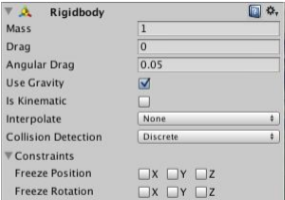 Rigidbody
Mass 1
Drag 0
Angular Drag 0.05
Use Gravity
Is Kinematic
Interpolate None
Collision Detection Discrete
Constraints
Freeze Position X Y Z
Freeze Rotation X Y Z